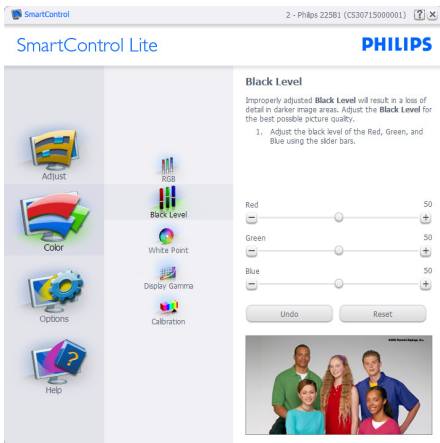 SmartControl
2 - Philips 225B1 (CS30715000001)
? ×
SmartControl Lite
PHILIPS
Adjust
Color
Options
Help
RGB
Black Level
White Point
Display Gamma
Calibration
Black Level
Improperly adjusted Black Level will result in a loss of
detail in darker image areas. Adjust the Black Level for
the best possible picture quality.
1. Adjust the black level of the Red, Green, and
Blue using the slider bars.
Red 50
Green 50
Blue 50
Undo
Reset